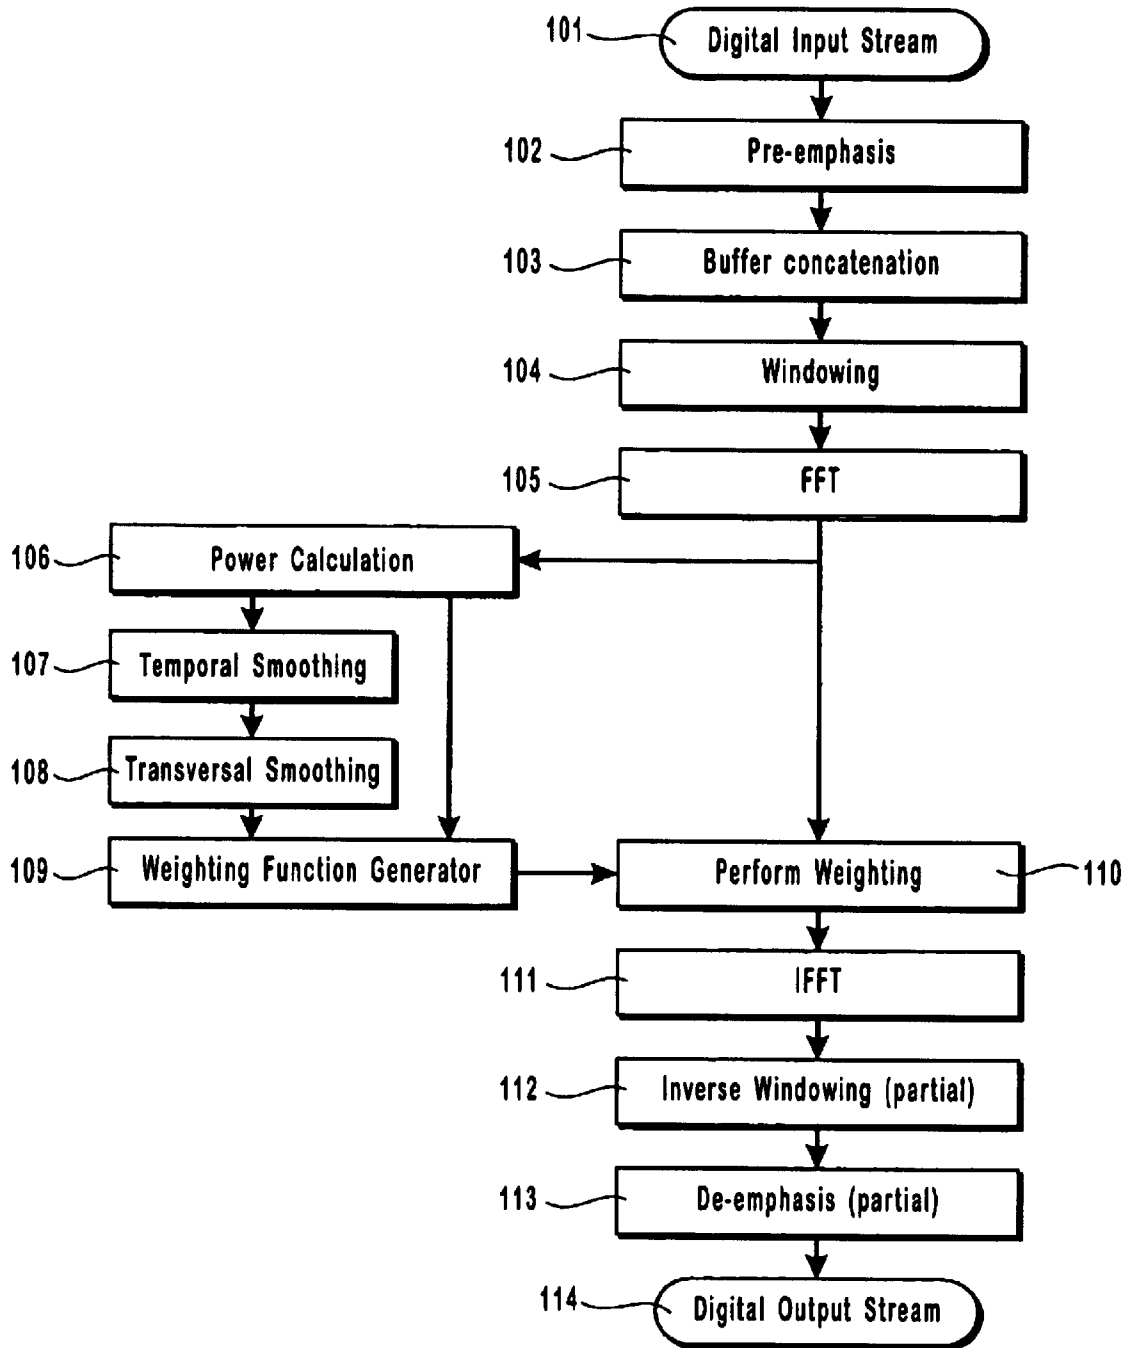 101 Digital Input Stream
102 Pre-emphasis
103 Buffer concatenation
104 Windowing
105 FFT
106 Power Calculation
107 Temporal Smoothing
108 Transversal Smoothing
109 Weighting Function Generator
Perform Weighting 110
111 IFFT
112 Inverse Windowing (partial)
113 De-emphasis (partial)
114 Digital Output Stream